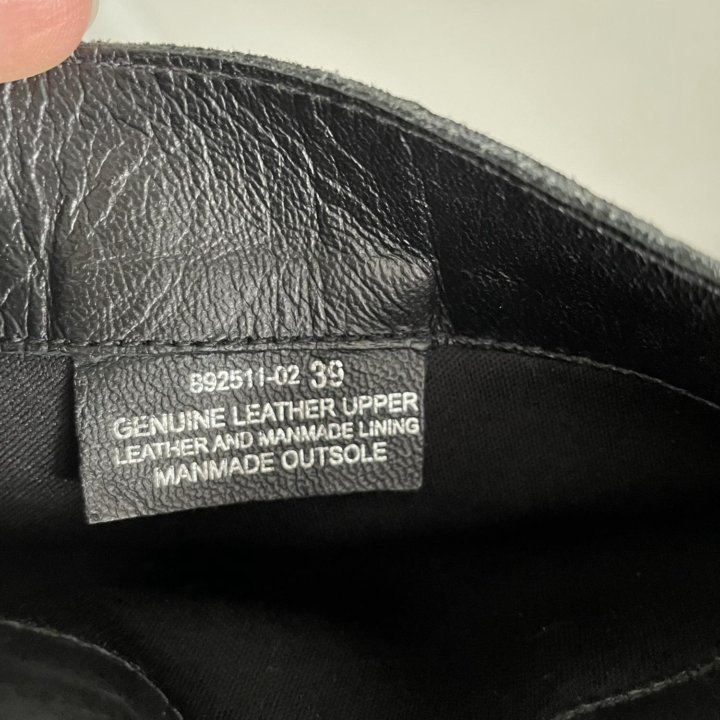 892511-02 39
GENUINE LEATHER UPPER
LEATHER AND MANMADE LINING
MANMADE OUTSOLE